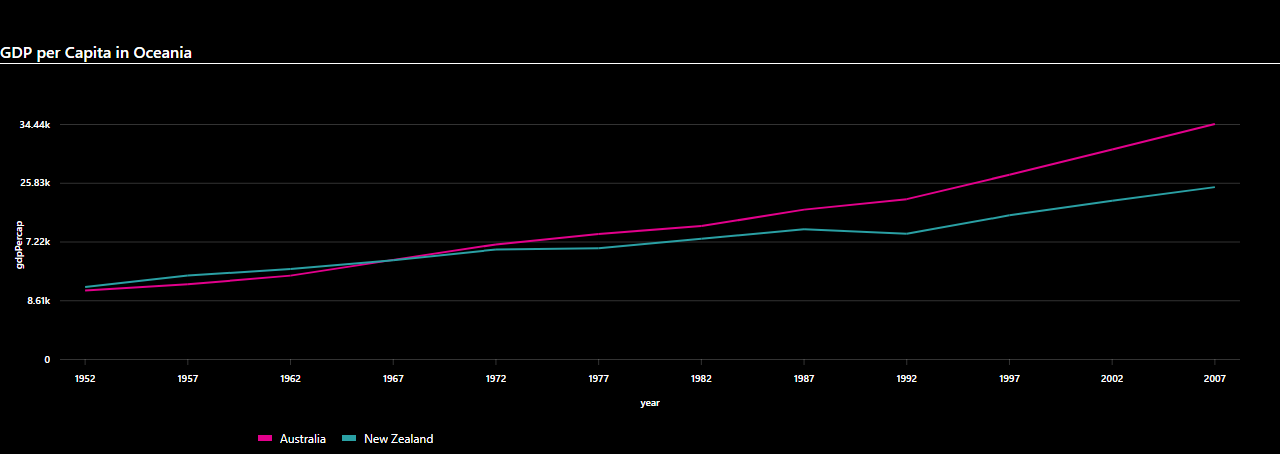 GDP per Capita in Oceania
34.44k
25.83k
7.22k
8.61k
0
gdpPercap
1952 1957 1962 1967 1972 1977 1982 1987 1992 1997 2002 2007
year
Australia New Zealand